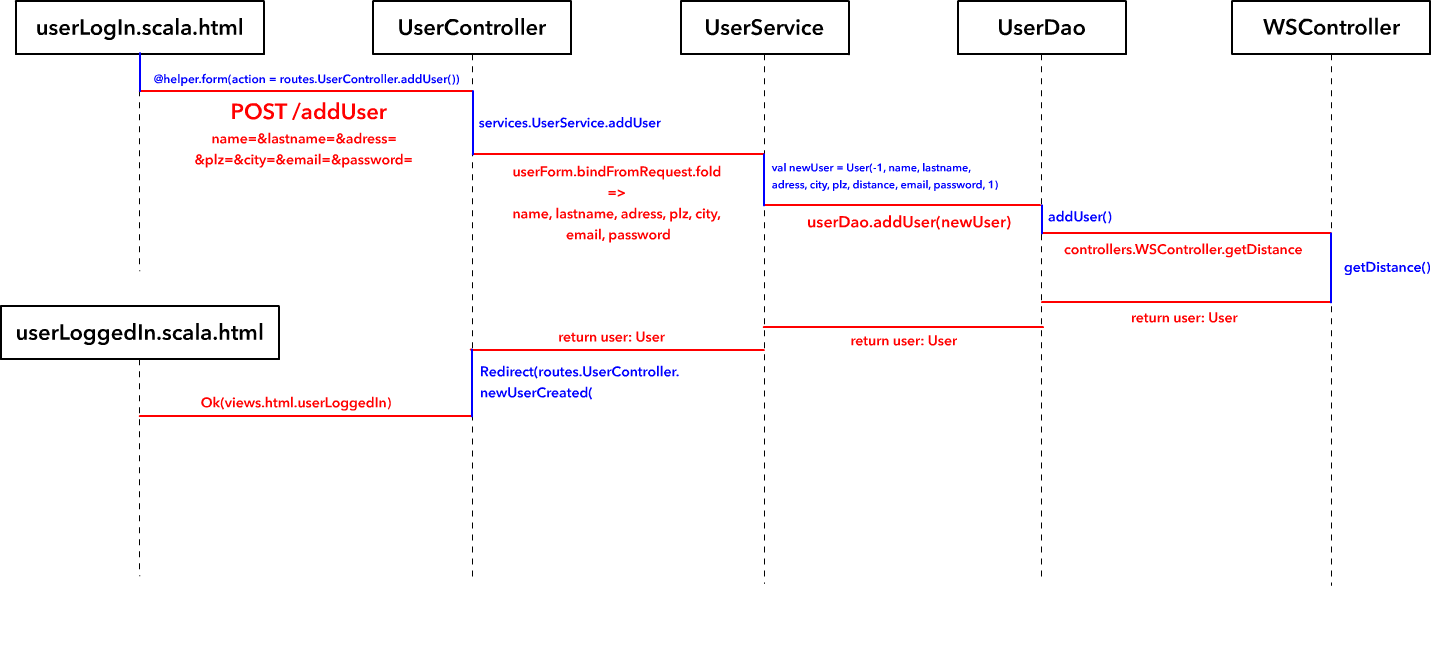 userLogIn.scala.html
UserController
UserService
UserDao
WSController
@helper.form(action = routes.UserController.addUser())
POST /addUser
name=&lastname=&adress=
&plz=&city=&email=&password=
services.UserService.addUser
userForm.bindFromRequest.fold
=>
name, lastname, adress, plz, city,
email, password
val newUser = User(-1, name, lastname,
adress, city, plz, distance, email, password, 1)
userDao.addUser(newUser)
addUser()
controllers.WSController.getDistance
getDistance()
return user: User
return user: User
return user: User
userLoggedIn.scala.html
Redirect(routes.UserController.
newUserCreated(
Ok(views.html.userLoggedIn)